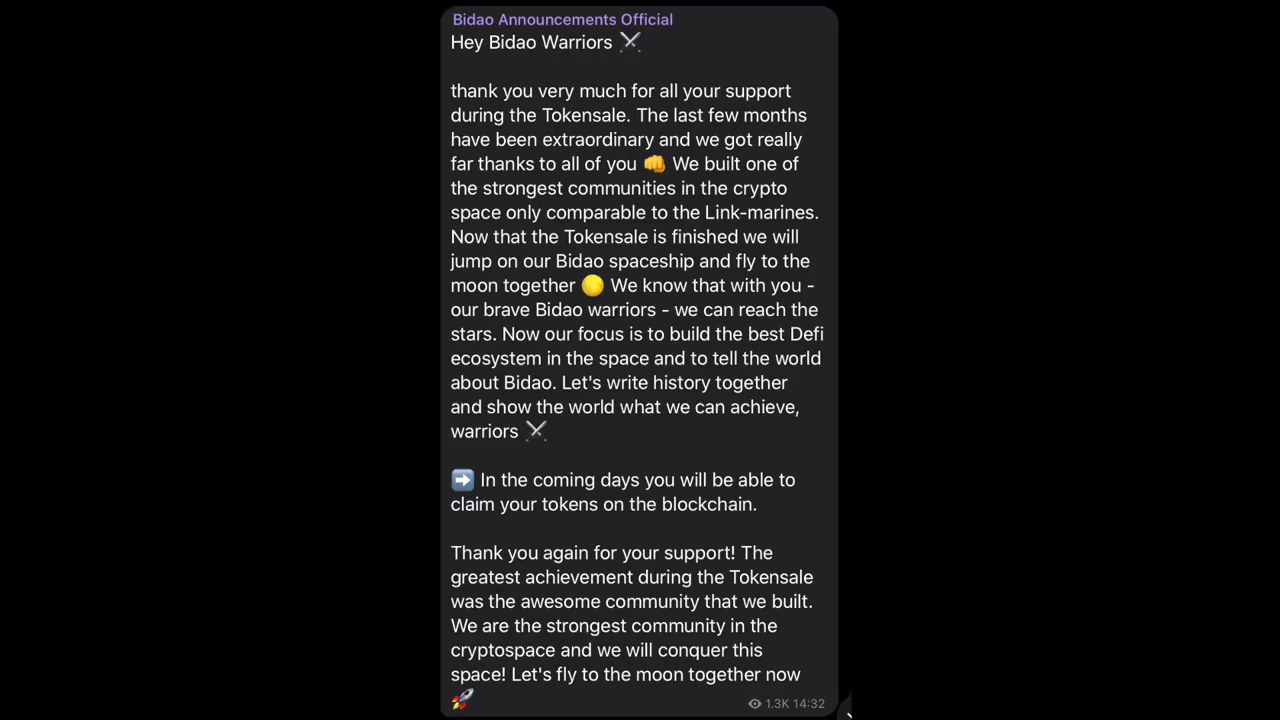 Bidao Announcements Official
Hey Bidao Warriors ⚔
thank you very much for all your support
during the Tokensale. The last few months
have been extraordinary and we got really
far thanks to all of you 👊 We built one of
the strongest communities in the crypto
space only comparable to the Link-marines.
Now that the Tokensale is finished we will
jump on our Bidao spaceship and fly to the
moon together 🌕 We know that with you -
our brave Bidao warriors - we can reach the
stars. Now our focus is to build the best Defi
ecosystem in the space and to tell the world
about Bidao. Let's write history together
and show the world what we can achieve,
warriors ⚔
➡️ In the coming days you will be able to
claim your tokens on the blockchain.
Thank you again for your support! The
greatest achievement during the Tokensale
was the awesome community that we built.
We are the strongest community in the
cryptospace and we will conquer this
space! Let's fly to the moon together now
🚀
1.3K 14:32